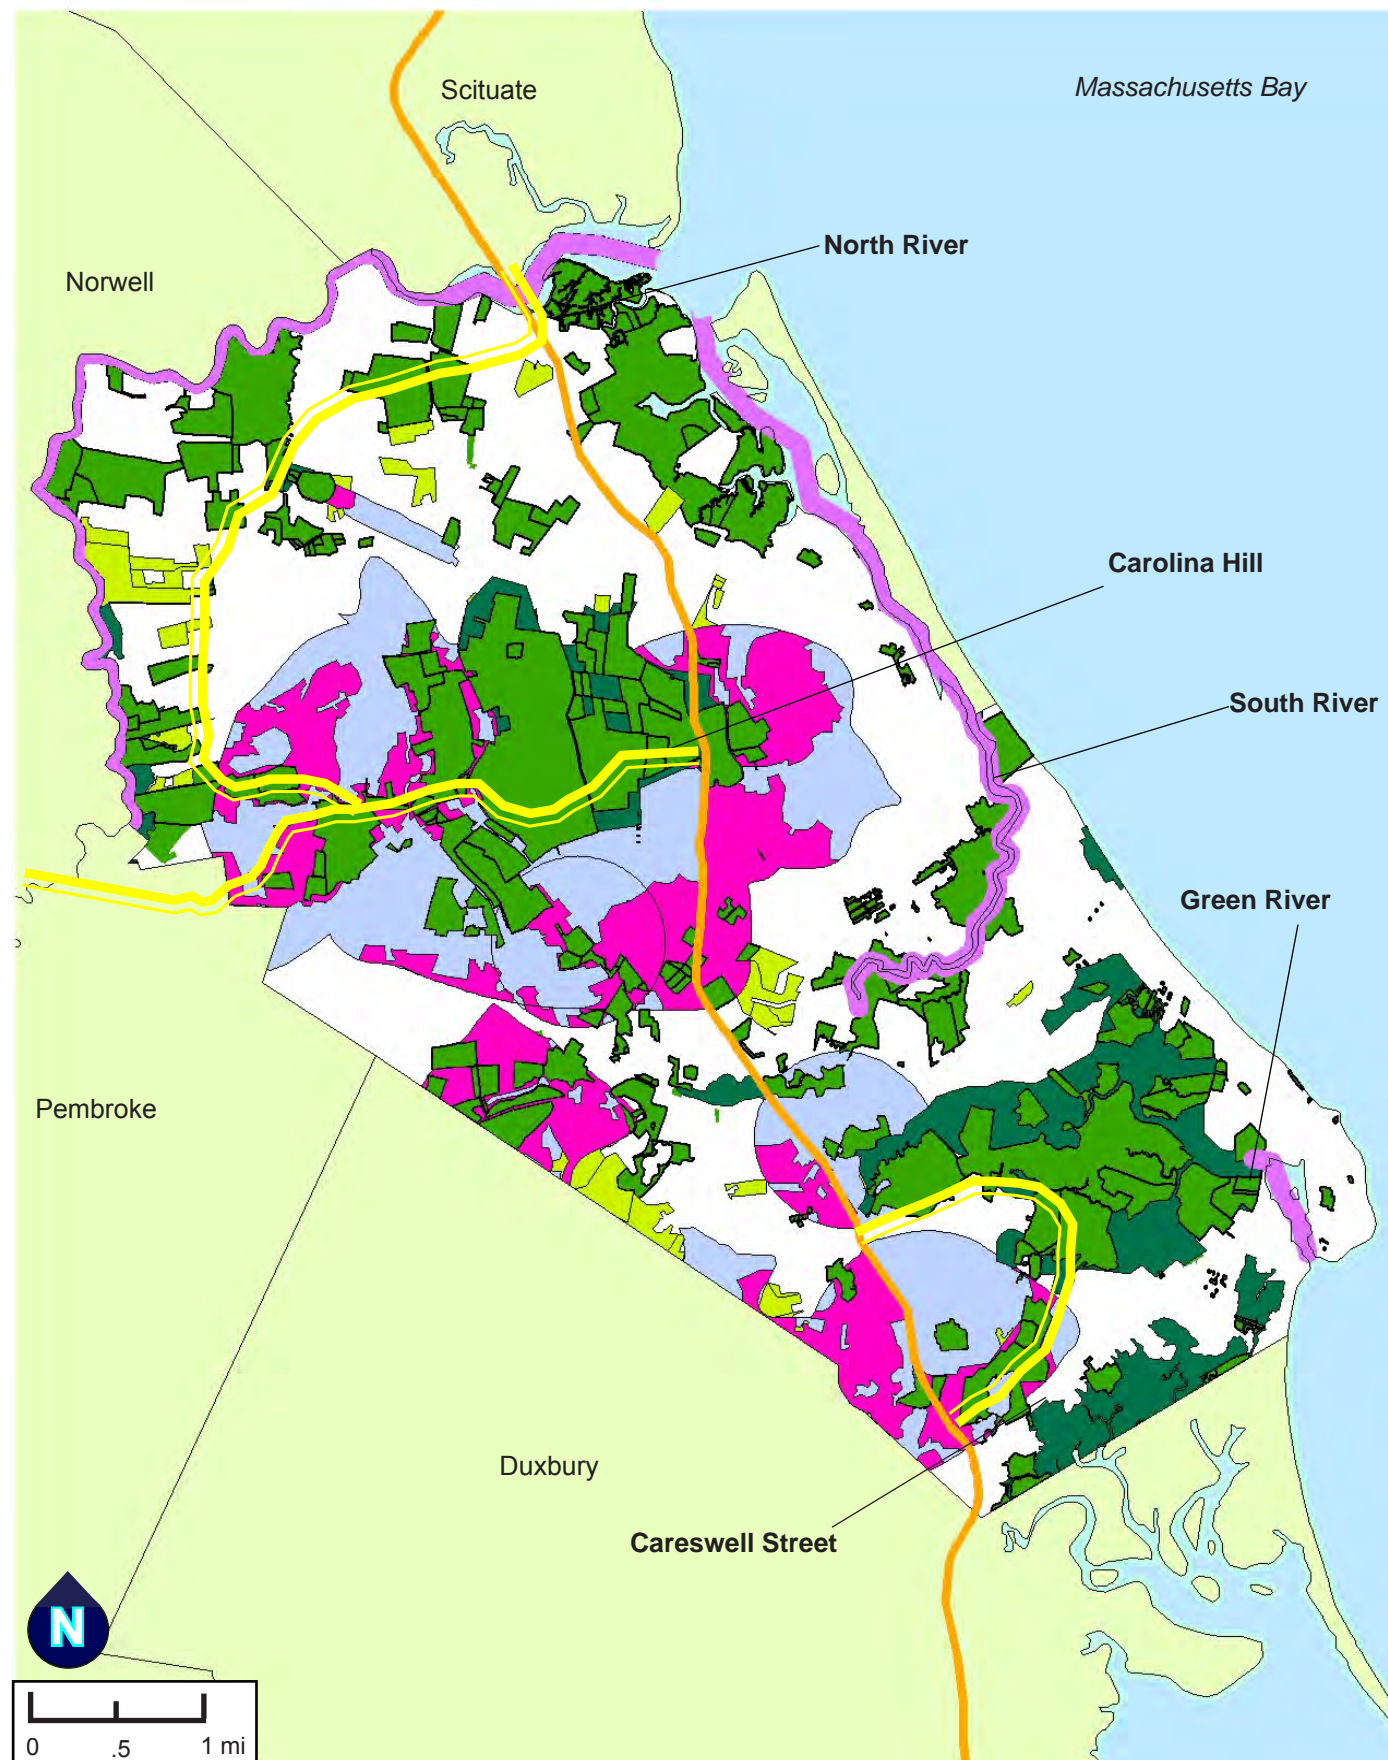 Scituate
Massachusetts Bay
North River
Norwell
Carolina Hill
South River
Green River
Pembroke
Duxbury
Careswell Street
N
0 .5 1 mi